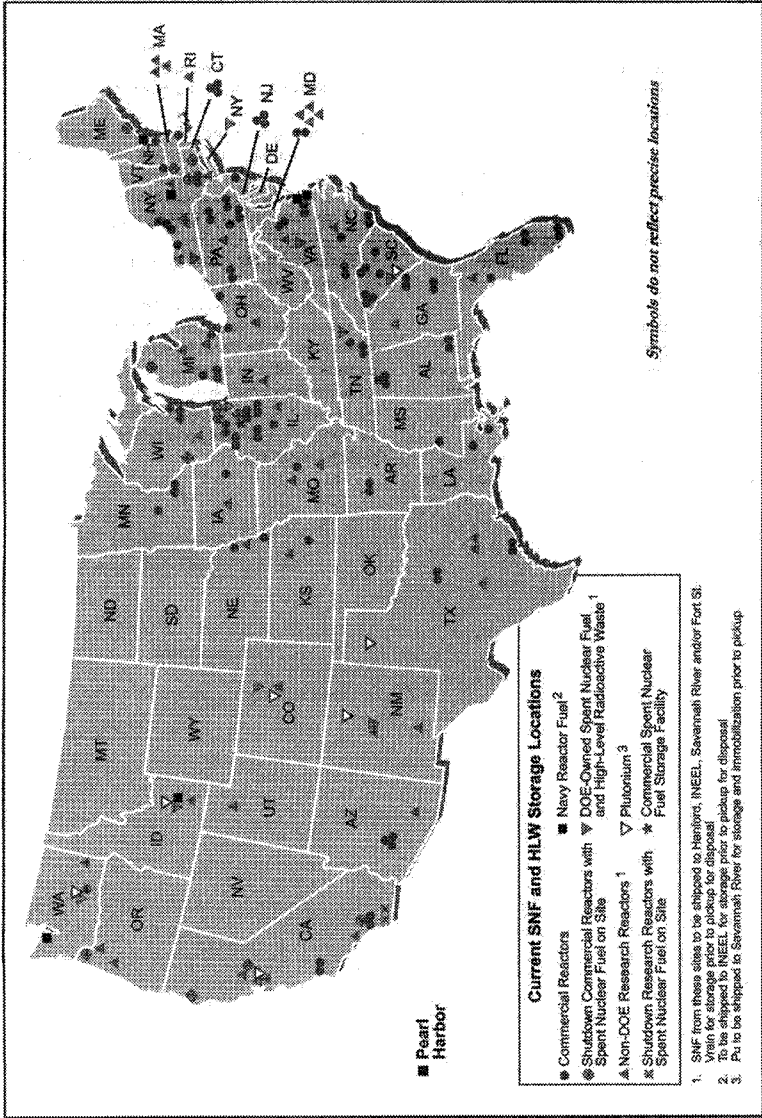 WA
OR
CA
NV
ID
MT
WY
UT
AZ
CO
NM
ND
SD
NE
KS
OK
TX
MN
IA
MO
AR
LA
WI
IL
MS
MI
IN
KY
TN
AL
OH
WV
GA
FL
SC
NC
VA
PA
NY
VT
NH
ME
MA
RI
CT
NY
NJ
DE
MD
Pearl
Harbor
Symbols do not reflect precise locations
Current SNF and HLW Storage Locations
Commercial Reactors
Shutdown Commercial Reactors with
Spent Nuclear Fuel on Site
Non-DOE Research Reactors 1
Shutdown Research Reactors with
Spent Nuclear Fuel on Site
Navy Reactor Fuel 2
DOE-Owned Spent Nuclear Fuel
and High-Level Radioactive Waste 1
Plutonium 3
Commercial Spent Nuclear
Fuel Storage Facility
1. SNF from these sites to be shipped to Hanford, INEEL, Savannah River and/or Fort St.
Vrain for storage prior to pickup for disposal
2. To be shipped to INEEL for storage prior to pickup for disposal
3. Pu to be shipped to Savannah River for storage and immobilization prior to pickup